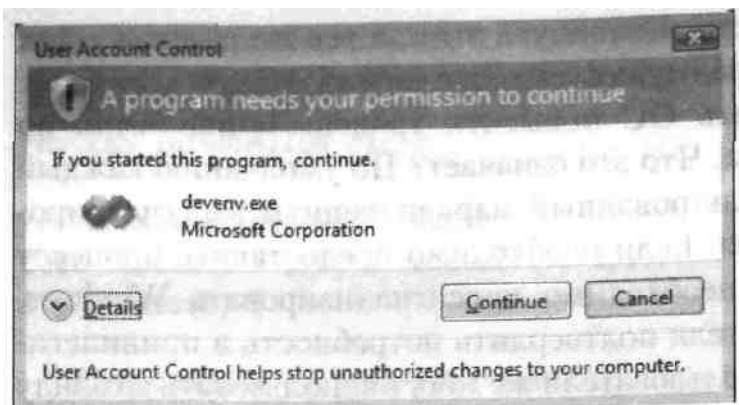 User Account Control
A program needs your permission to continue
If you started this program, continue.
devenv.exe
Microsoft Corporation
Details
Continue Cancel
User Account Control helps stop unauthorized changes to your computer.